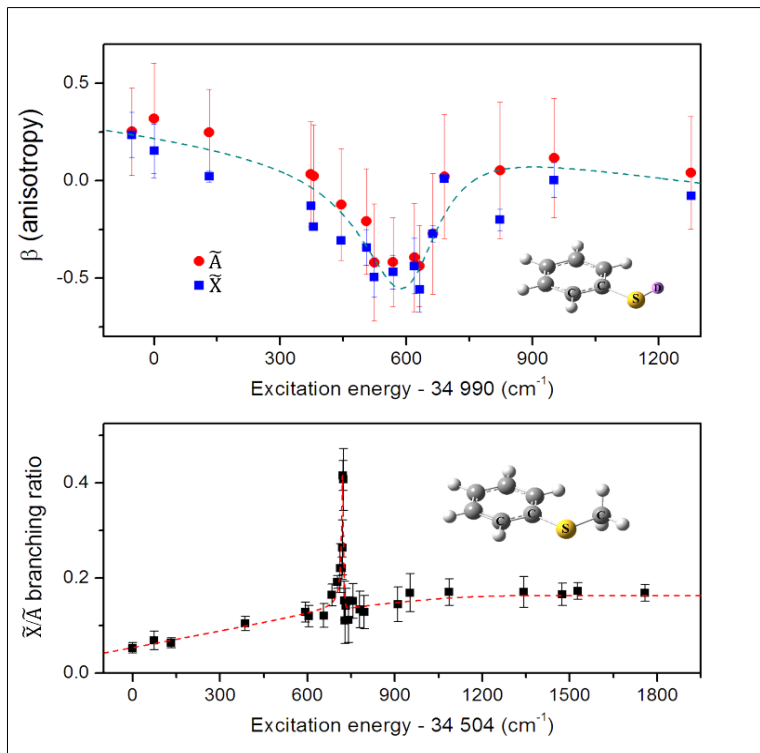 0.5
0.0
-0.5
β (anisotropy)
Ã
X̃
C
C
S
D
0
300
600
900
1200
Excitation energy - 34 990 (cm⁻¹)
0.4
0.2
0.0
X̃/Ã branching ratio
C
C
S
C
0
300
600
900
1200
1500
1800
Excitation energy - 34 504 (cm⁻¹)